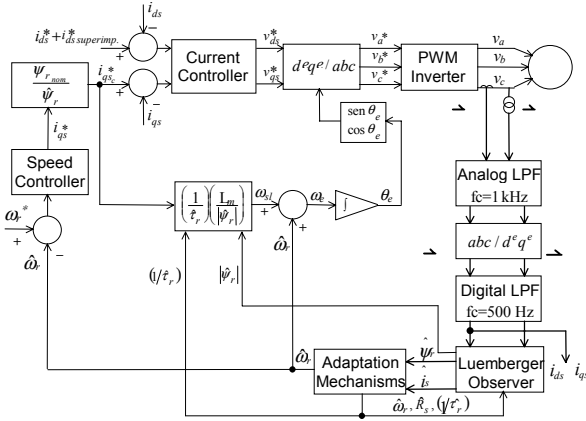 i_ds
i_ds* + i_ds* superimp.
-
+
v_ds*
v_qs*
Current
Controller
d^e q^e / abc
v_a*
v_b*
v_c*
PWM
Inverter
v_a
v_b
v_c
ψ_r nom
ψ̂_r
i_qs_c*
+
-
i_qs
i_qs*
sen θ_e
cos θ_e
Speed
Controller
Analog LPF
fc=1 kHz
ω_r*
+
-
ω̂_r
(1/τ̂_r)(L_m/|ψ̂_r|)
ω_sl
+
ω_e
∫
θ_e
+
ω̂_r
abc / d^e q^e
(1/τ̂_r)
|ψ̂_r|
Digital LPF
fc=500 Hz
ω̂_r
Adaptation
Mechanisms
ψ̂_r
î_s
Luemberger
Observer
i_ds i_qs
ω̂_r, R̂_s, (1/τ̂_r)